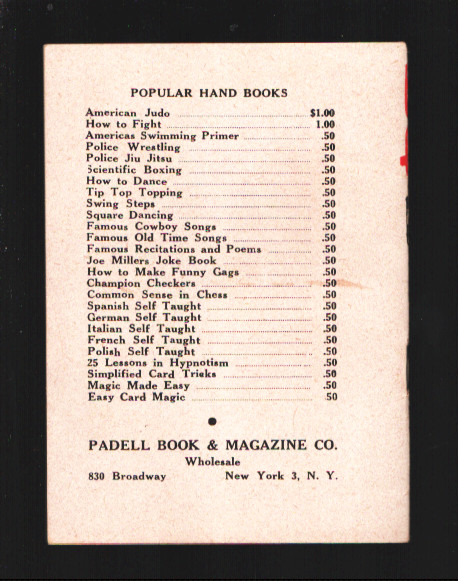 POPULAR HAND BOOKS
American Judo $1.00
How to Fight 1.00
Americas Swimming Primer .50
Police Wrestling .50
Police Jiu Jitsu .50
Scientific Boxing .50
How to Dance .50
Tip Top Topping .50
Swing Steps .50
Square Dancing .50
Famous Cowboy Songs .50
Famous Old Time Songs .50
Famous Recitations and Poems .50
Joe Millers Joke Book .50
How to Make Funny Gags .50
Champion Checkers .50
Common Sense in Chess .50
Spanish Self Taught .50
German Self Taught .50
Italian Self Taught .50
French Self Taught .50
Polish Self Taught .50
25 Lessons in Hypnotism .50
Simplified Card Tricks .50
Magic Made Easy .50
Easy Card Magic .50
PADELL BOOK & MAGAZINE CO.
Wholesale
830 Broadway New York 3, N. Y.